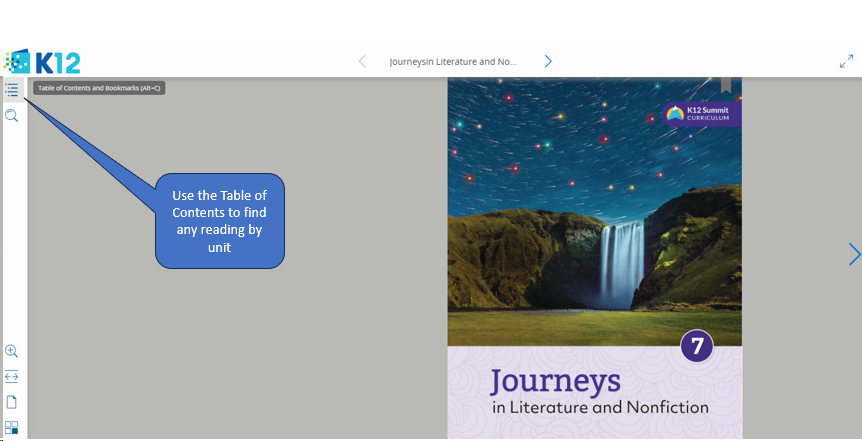 K12
Journeysin Literature and No...
Table of Contents and Bookmarks (Alt+C)
K12 Summit
CURRICULUM
Use the Table of
Contents to find
any reading by
unit
7
Journeys
in Literature and Nonfiction